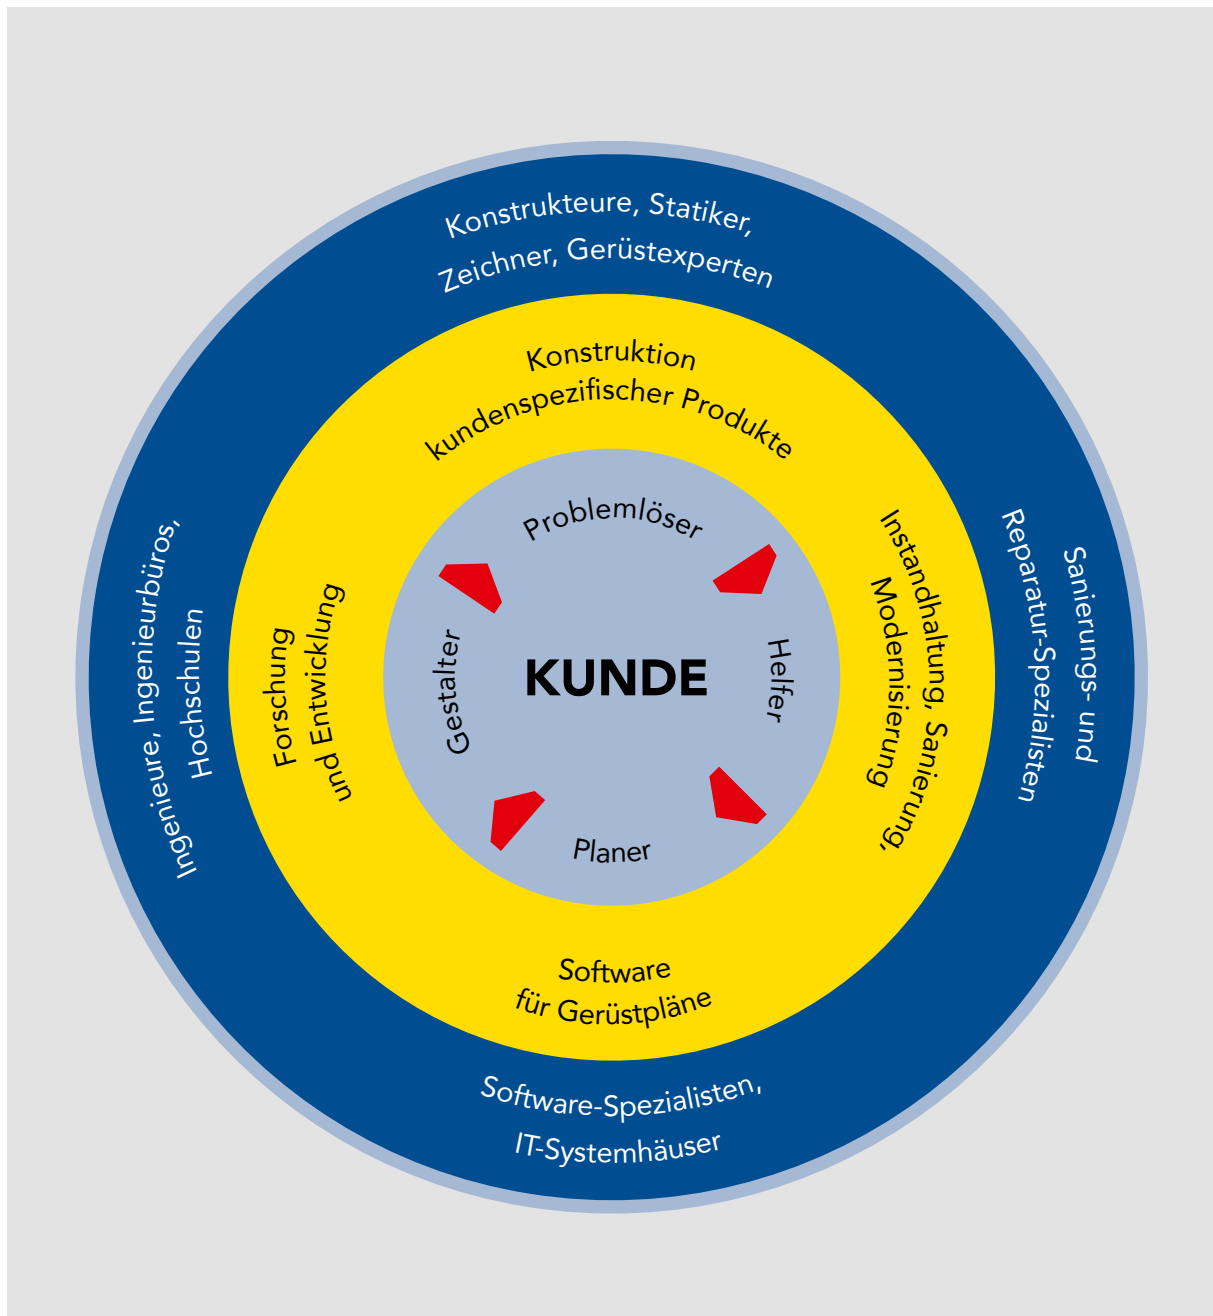 Konstrukteure, Statiker,
Zeichner, Gerüstexperten
Konstruktion
kundenspezifischer Produkte
Problemlöser
Ingenieure, Ingenieurbüros,
Hochschulen
Forschung
und Entwicklung
Gestalter
KUNDE
Helfer
Instandhaltung, Sanierung,
Modernisierung
Sanierungs- und
Reparatur-Spezialisten
Planer
Software
für Gerüstpläne
Software-Spezialisten,
IT-Systemhäuser